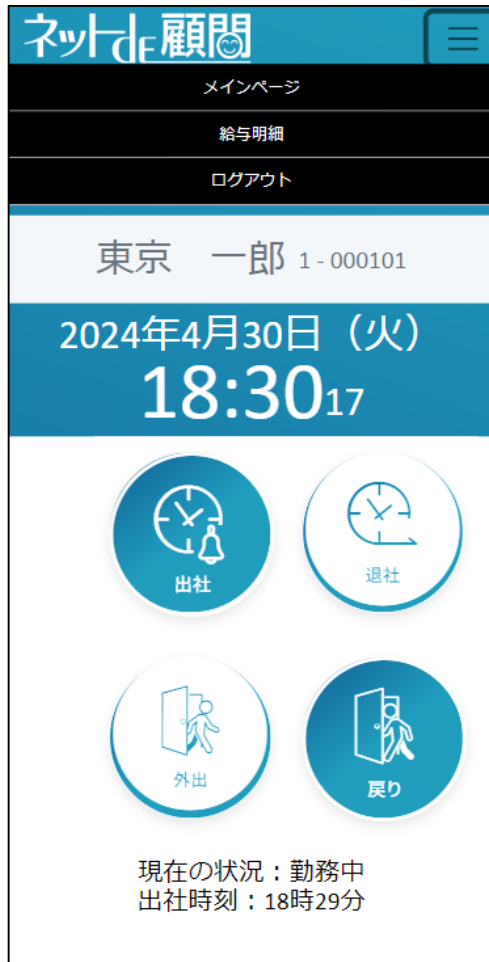 ネットdE顧問
メインページ
給与明細
ログアウト
東京　一郎 1 - 000101
2024年4月30日（火）
18:30 17
出社 退社
外出 戻り
現在の状況：勤務中
出社時刻：18時29分